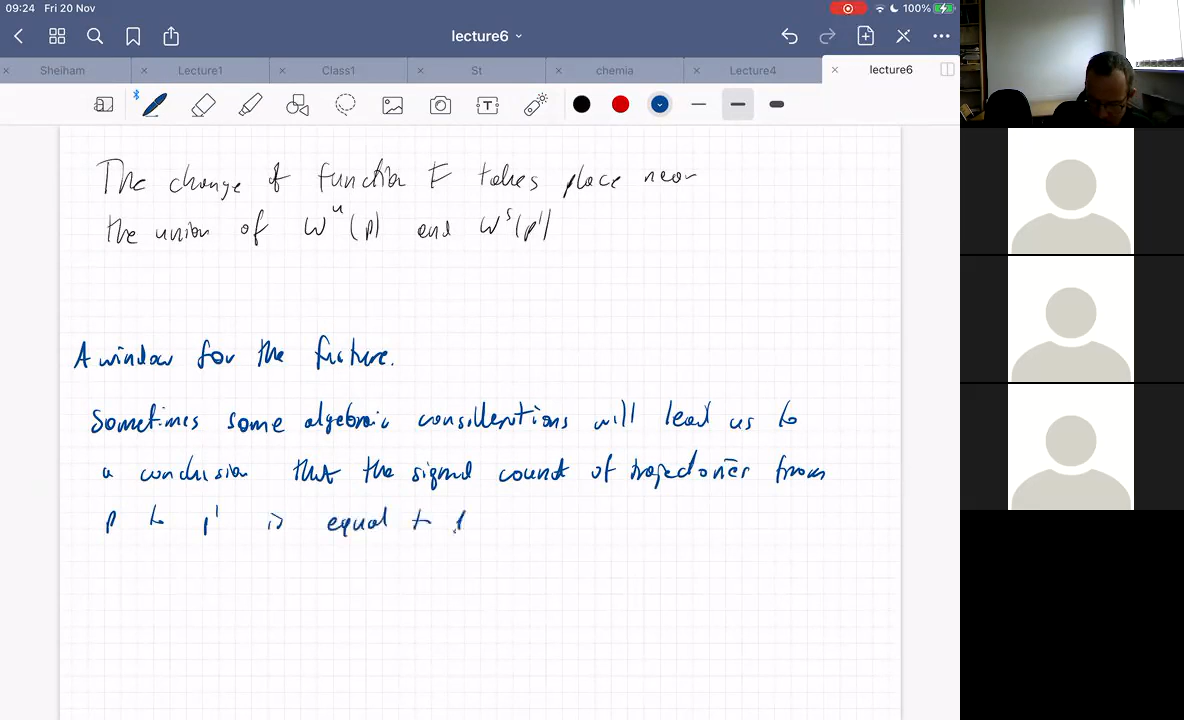 09:24 Fri 20 Nov
100%
lecture6
Sheiham
Lecture1
Class1
St
chemia
Lecture4
lecture6
The change of function F takes place near
the union of W^u(p) and W^s(p')
A window for the future.
Sometimes some algebraic considerations will lead us to
a conclusion that the signed count of trajectories from
p to p' is equal to 1